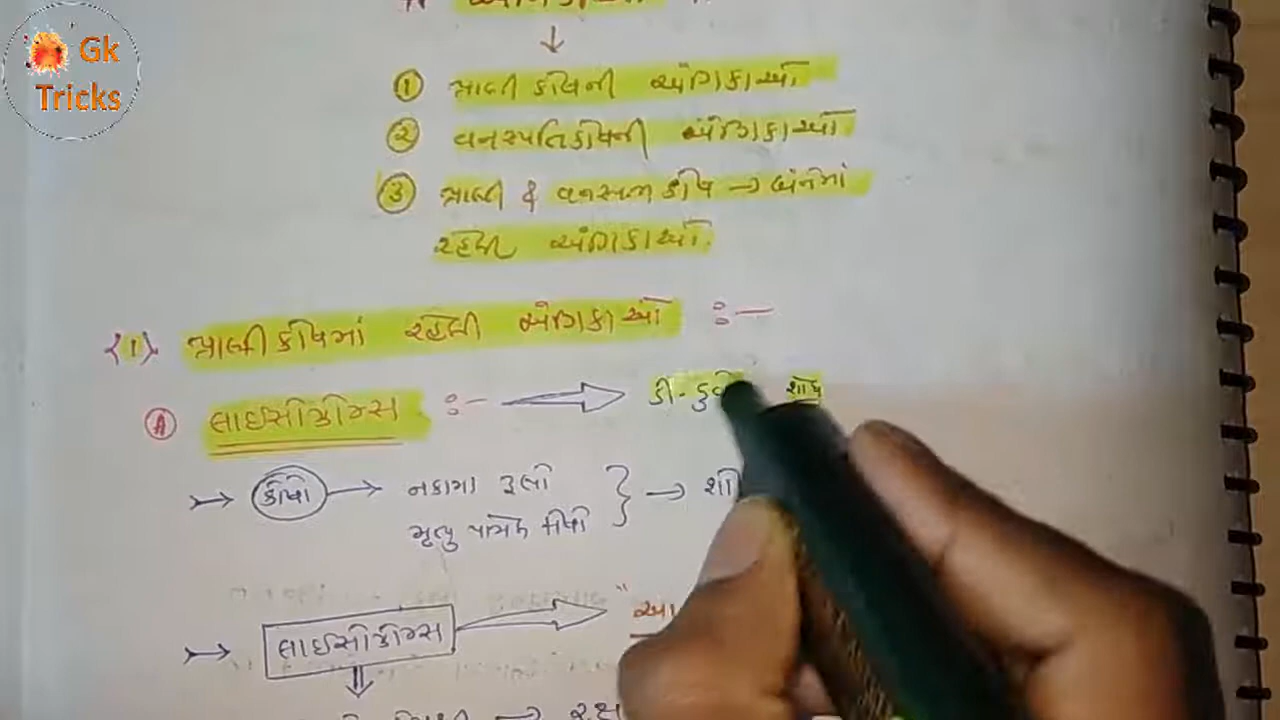 Gk
Tricks
① પ્રાણી કોષની અંગિકાઓ
② વનસ્પતિકોષની અંગિકાઓ
③ પ્રાણી & વનસ્પતિ કોષ → બંનેમાં
રહેલી અંગિકાઓ.
{1} પ્રાણીકોષમાં રહેલી અંગિકાઓ :-
Ⓐ લાઇસોઝોમ્સ :- ડી-ડુવે શોધ
કોષો → નકામા
મૃત્યુ પામેલ કોષો } →
લાઇસોઝોમ્સ